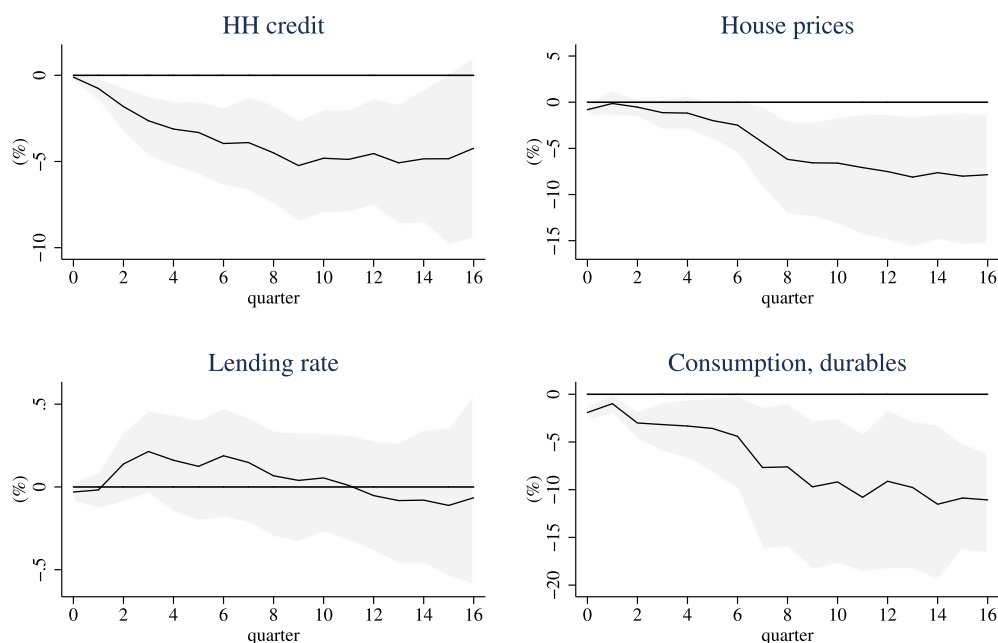 HH credit
0
−5
−10
(%)
0 2 4 6 8 10 12 14 16
quarter
House prices
5
0
−5
−10
−15
(%)
0 2 4 6 8 10 12 14 16
quarter
Lending rate
.5
0
−.5
(%)
0 2 4 6 8 10 12 14 16
quarter
Consumption, durables
0
−5
−10
−15
−20
(%)
0 2 4 6 8 10 12 14 16
quarter